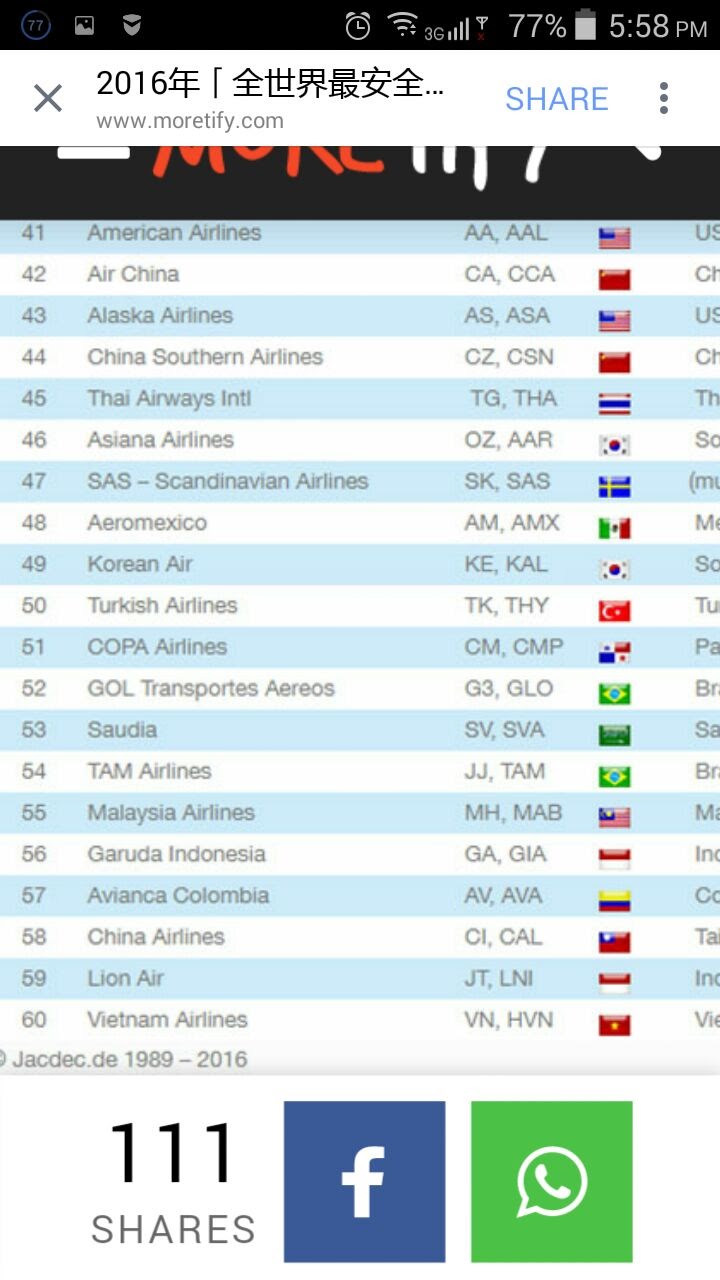 77 3G 77% 5:58 PM
2016年「全世界最安全... SHARE
www.moretify.com
41 American Airlines AA, AAL US
42 Air China CA, CCA Ch
43 Alaska Airlines AS, ASA US
44 China Southern Airlines CZ, CSN Ch
45 Thai Airways Intl TG, THA Th
46 Asiana Airlines OZ, AAR So
47 SAS – Scandinavian Airlines SK, SAS (mu
48 Aeromexico AM, AMX Me
49 Korean Air KE, KAL So
50 Turkish Airlines TK, THY Tu
51 COPA Airlines CM, CMP Pa
52 GOL Transportes Aereos G3, GLO Bra
53 Saudia SV, SVA Sa
54 TAM Airlines JJ, TAM Bra
55 Malaysia Airlines MH, MAB Ma
56 Garuda Indonesia GA, GIA Ind
57 Avianca Colombia AV, AVA Co
58 China Airlines CI, CAL Tai
59 Lion Air JT, LNI Ind
60 Vietnam Airlines VN, HVN Vie
© Jacdec.de 1989 – 2016
111
SHARES